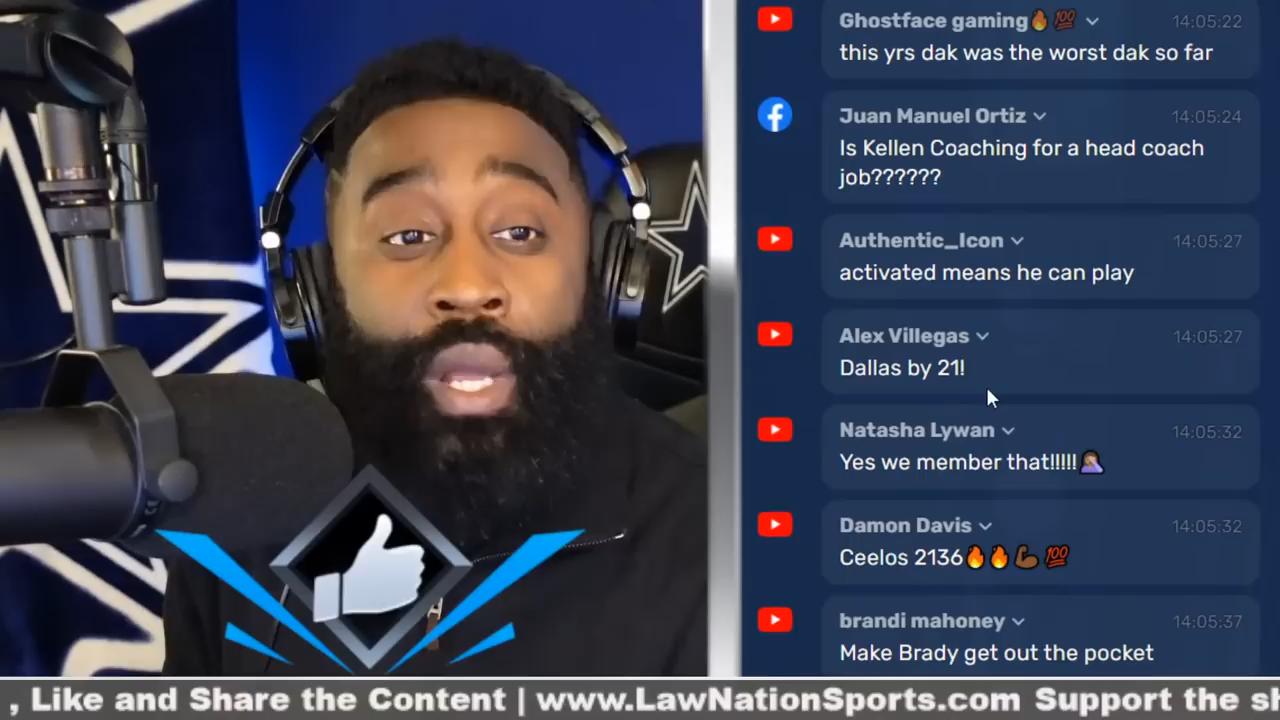 Ghostface gaming🔥💯 14:05:22
this yrs dak was the worst dak so far
Juan Manuel Ortiz 14:05:24
Is Kellen Coaching for a head coach
job??????
Authentic_Icon 14:05:27
activated means he can play
Alex Villegas 14:05:27
Dallas by 21!
Natasha Lywan 14:05:32
Yes we member that!!!!!🤦🏽‍♀️
Damon Davis 14:05:32
Ceelos 2136🔥🔥💪🏾💯
brandi mahoney 14:05:37
Make Brady get out the pocket
, Like and Share the Content | www.LawNationSports.com Support the sh